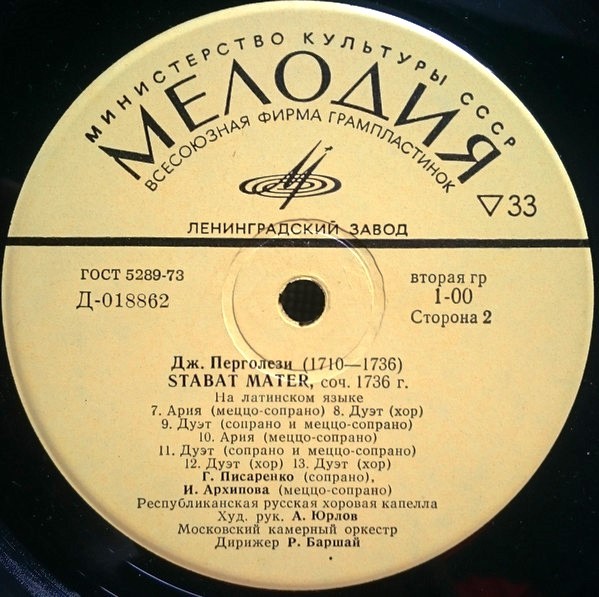 МИНИСТЕРСТВО КУЛЬТУРЫ СССР
МЕЛОДИЯ
ВСЕСОЮЗНАЯ ФИРМА ГРАМПЛАСТИНОК
▽33
ЛЕНИНГРАДСКИЙ ЗАВОД
ГОСТ 5289-73
Д-018862
вторая гр
1-00
Сторона 2
Дж. Перголези (1710—1736)
STABAT MATER, соч. 1736 г.
На латинском языке
7. Ария (меццо-сопрано) 8. Дуэт (хор)
9. Дуэт (сопрано и меццо-сопрано)
10. Ария (меццо-сопрано)
11. Дуэт (сопрано и меццо-сопрано)
12. Дуэт (хор) 13. Дуэт (хор)
Г. Писаренко (сопрано),
И. Архипова (меццо-сопрано)
Республиканская русская хоровая капелла
Худ. рук. А. Юрлов
Московский камерный оркестр
Дирижер Р. Баршай